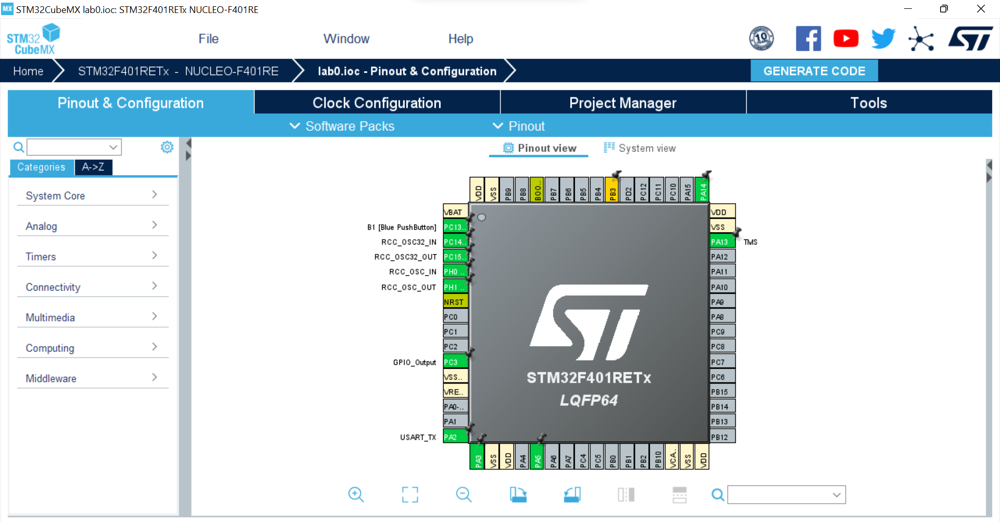 MX STM32CubeMX lab0.ioc: STM32F401RETx NUCLEO-F401RE
STM32 CubeMX
File Window Help
10 YEARS
Home STM32F401RETx - NUCLEO-F401RE lab0.ioc - Pinout & Configuration GENERATE CODE
Pinout & Configuration Clock Configuration Project Manager Tools
Software Packs Pinout
Pinout view System view
Categories A->Z
System Core
Analog
Timers
Connectivity
Multimedia
Computing
Middleware
VDD VSS PB9 PB8 BOO.. PB7 PB6 PB5 PB4 PB3 PD2 PC12 PC11 PC10 PA15 PA14
VBAT
B1 [Blue PushButton] PC13..
RCC_OSC32_IN PC14..
RCC_OSC32_OUT PC15..
RCC_OSC_IN PH0 ..
RCC_OSC_OUT PH1 ..
NRST
PC0
PC1
PC2
GPIO_Output PC3
VSS..
VRE..
PA0-..
PA1
USART_TX PA2
STM32F401RETx
LQFP64
VDD
VSS
PA13 TMS
PA12
PA11
PA10
PA9
PA8
PC9
PC8
PC7
PC6
PB15
PB14
PB13
PB12
PA3 VSS VDD PA4 PA5 PA6 PA7 PC4 PC5 PB0 PB1 PB2 PB10 VCA.. VSS VDD